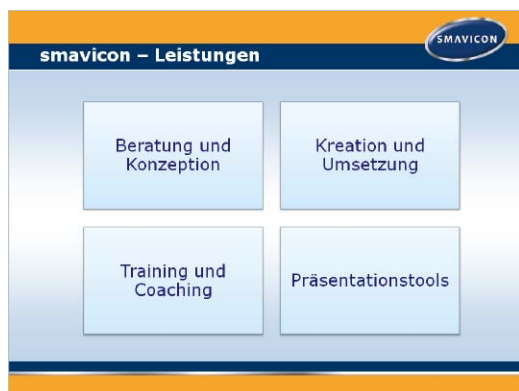 SMAVICON
smavicon – Leistungen
Beratung und
Konzeption
Kreation und
Umsetzung
Training und
Coaching
Präsentationstools